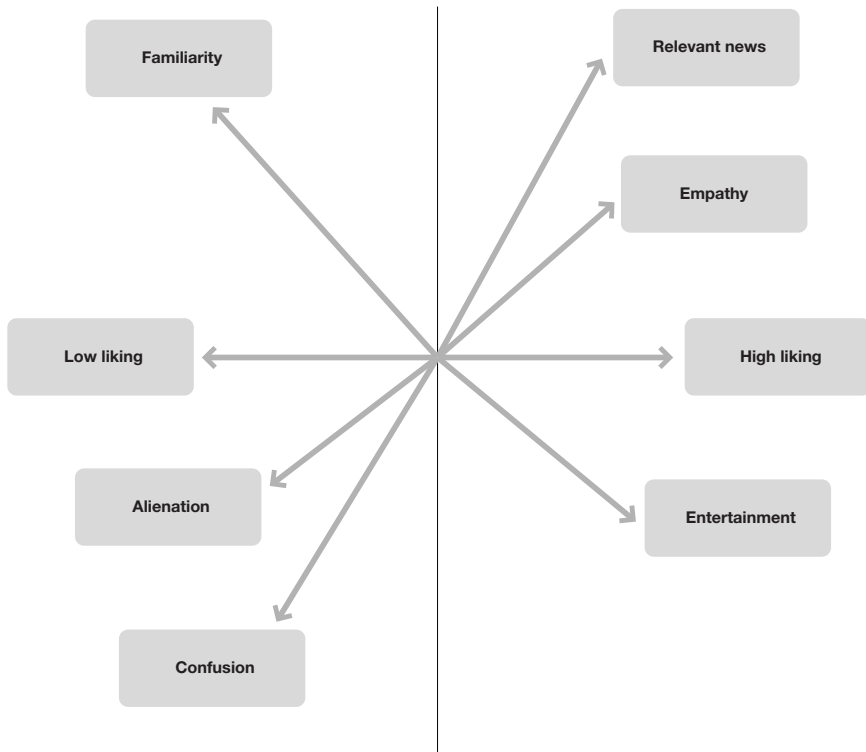 Relevant news
Familiarity
Empathy
Low liking
High liking
Alienation
Entertainment
Confusion